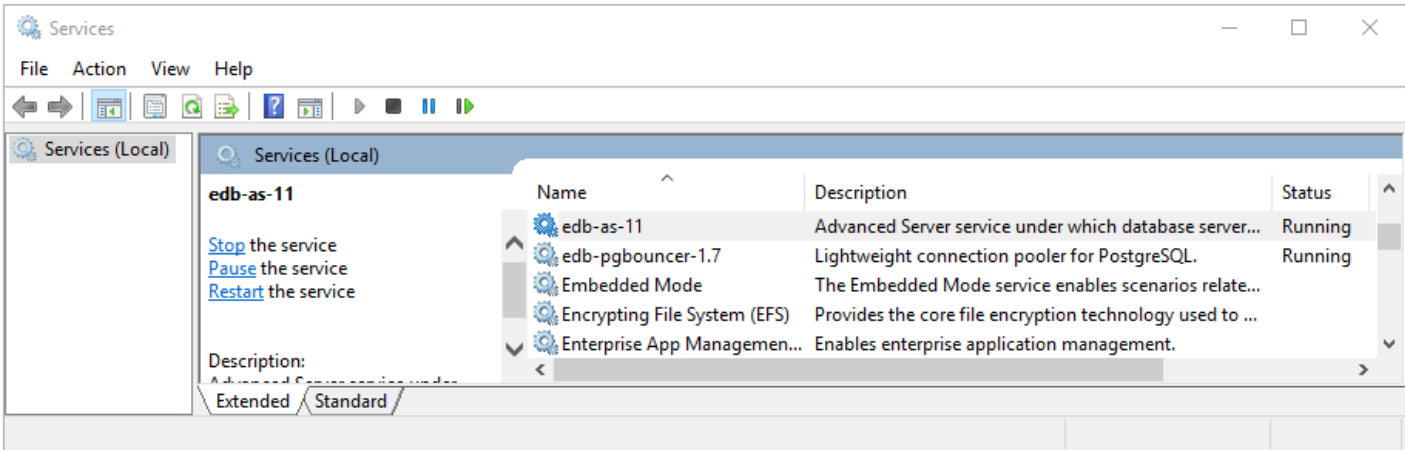 Services
File Action View Help
Services (Local)
Services (Local)
edb-as-11
Stop the service
Pause the service
Restart the service
Description:
Advanced Server service under
Name Description Status
edb-as-11 Advanced Server service under which database server... Running
edb-pgbouncer-1.7 Lightweight connection pooler for PostgreSQL. Running
Embedded Mode The Embedded Mode service enables scenarios relate...
Encrypting File System (EFS) Provides the core file encryption technology used to ...
Enterprise App Managemen... Enables enterprise application management.
Extended Standard